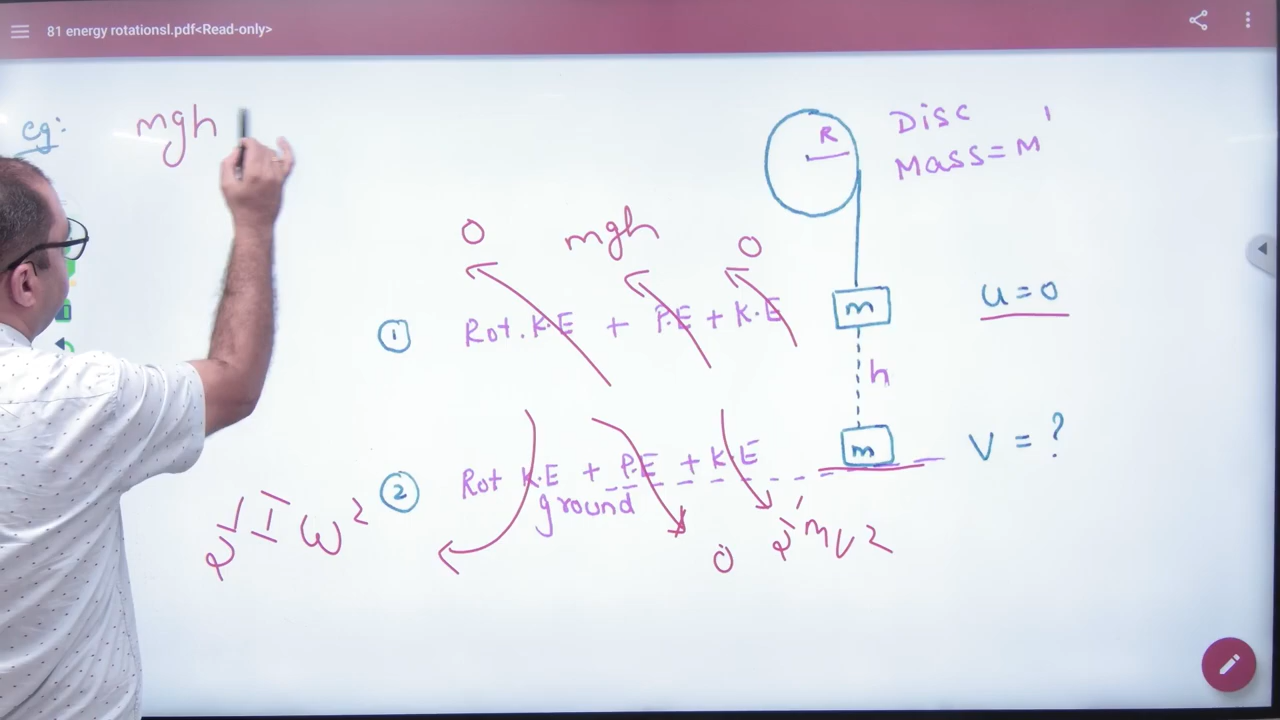 81 energy rotationsl.pdf<Read-only>
eg:
mgh
R
Disc
Mass = M'
0
mgh
0
① Rot. K.E + P.E + K.E
m
u = 0
h
② Rot K.E + P.E + K.E
m
V = ?
ground
1/2 I ω²
0
1/2 mv²